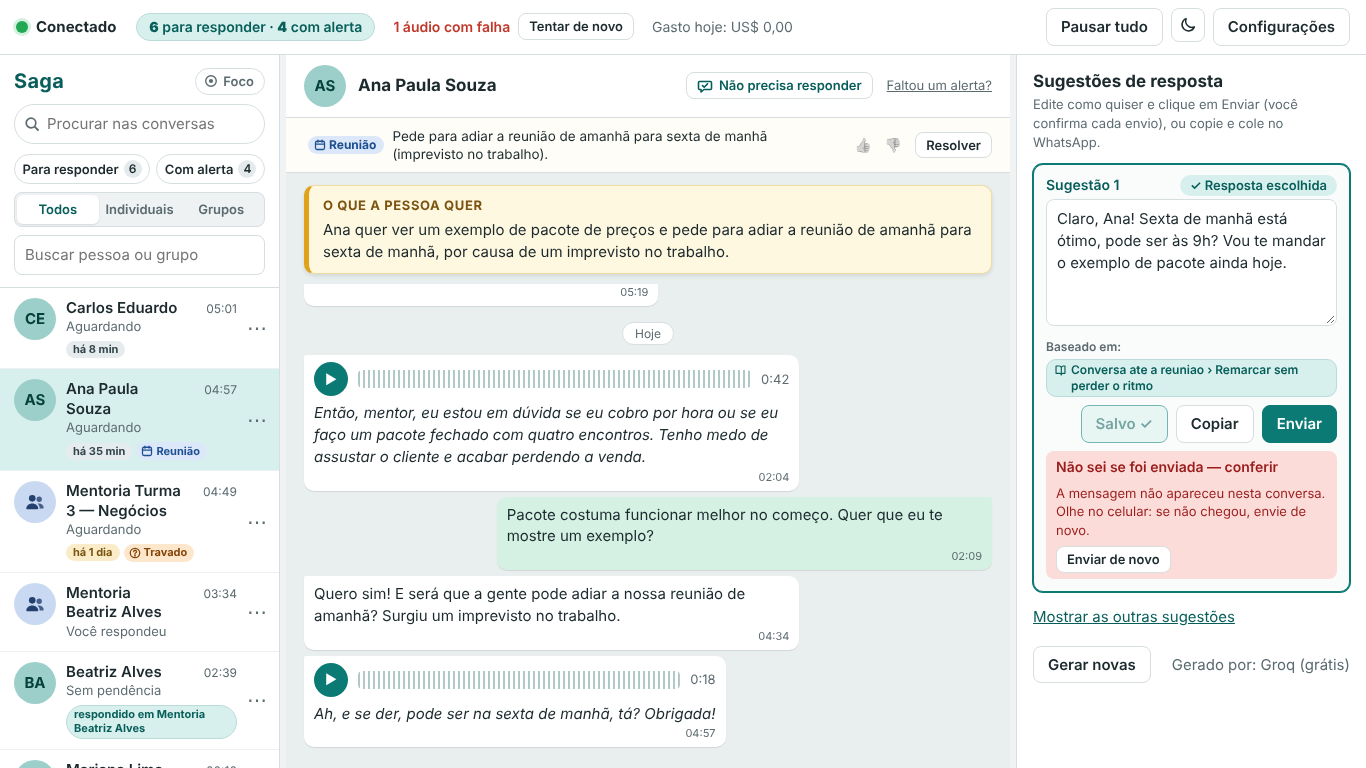 Conectado
6 para responder · 4 com alerta
1 áudio com falha
Tentar de novo
Gasto hoje: US$ 0,00
Pausar tudo
Configurações
Saga
Foco
Procurar nas conversas
Para responder 6
Com alerta 4
Todos
Individuais
Grupos
Buscar pessoa ou grupo
CE
Carlos Eduardo
05:01
Aguardando
há 8 min
AS
Ana Paula
Souza
04:57
Aguardando
há 35 min
Reunião
Mentoria Turma
3 — Negócios
04:49
Aguardando
há 1 dia
Travado
Mentoria
Beatriz Alves
03:34
Você respondeu
BA
Beatriz Alves
02:39
Sem pendência
respondido em Mentoria
Beatriz Alves
AS
Ana Paula Souza
Não precisa responder
Faltou um alerta?
Reunião
Pede para adiar a reunião de amanhã para sexta de manhã
(imprevisto no trabalho).
Resolver
O QUE A PESSOA QUER
Ana quer ver um exemplo de pacote de preços e pede para adiar a reunião de amanhã para
sexta de manhã, por causa de um imprevisto no trabalho.
05:19
Hoje
0:42
Então, mentor, eu estou em dúvida se eu cobro por hora ou se eu
faço um pacote fechado com quatro encontros. Tenho medo de
assustar o cliente e acabar perdendo a venda.
02:04
Pacote costuma funcionar melhor no começo. Quer que eu te
mostre um exemplo?
02:09
Quero sim! E será que a gente pode adiar a nossa reunião de
amanhã? Surgiu um imprevisto no trabalho.
04:34
0:18
Ah, e se der, pode ser na sexta de manhã, tá? Obrigada!
04:57
Sugestões de resposta
Edite como quiser e clique em Enviar (você
confirma cada envio), ou copie e cole no
WhatsApp.
Sugestão 1
✓ Resposta escolhida
Claro, Ana! Sexta de manhã está
ótimo, pode ser às 9h? Vou te mandar
o exemplo de pacote ainda hoje.
Baseado em:
Conversa ate a reuniao › Remarcar sem
perder o ritmo
Salvo ✓
Copiar
Enviar
Não sei se foi enviada — conferir
A mensagem não apareceu nesta conversa.
Olhe no celular: se não chegou, envie de
novo.
Enviar de novo
Mostrar as outras sugestões
Gerar novas
Gerado por: Groq (grátis)